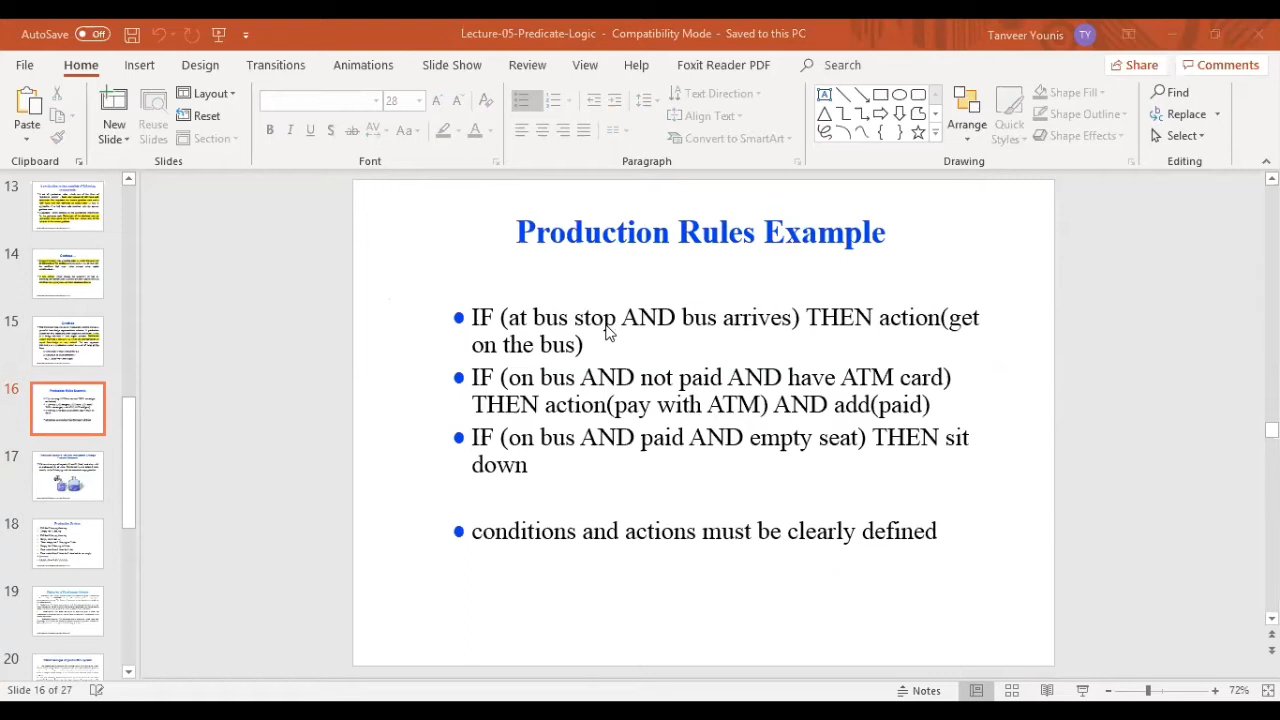 AutoSave Off
Lecture-05-Predicate-Logic - Compatibility Mode - Saved to this PC
Tanveer Younis TY
File Home Insert Design Transitions Animations Slide Show Review View Help Foxit Reader PDF Search Share Comments
Paste
New Slide
Reuse Slides
Layout
Reset
Section
28
Text Direction
Align Text
Convert to SmartArt
Arrange
Quick Styles
Shape Fill
Shape Outline
Shape Effects
Find
Replace
Select
Clipboard Slides Font Paragraph Drawing Editing
13
14
15
16
17
18
19
20
Production Rules Example
IF (at bus stop AND bus arrives) THEN action(get
on the bus)
IF (on bus AND not paid AND have ATM card)
THEN action(pay with ATM) AND add(paid)
IF (on bus AND paid AND empty seat) THEN sit
down
conditions and actions must be clearly defined
Slide 16 of 27
Notes
72%